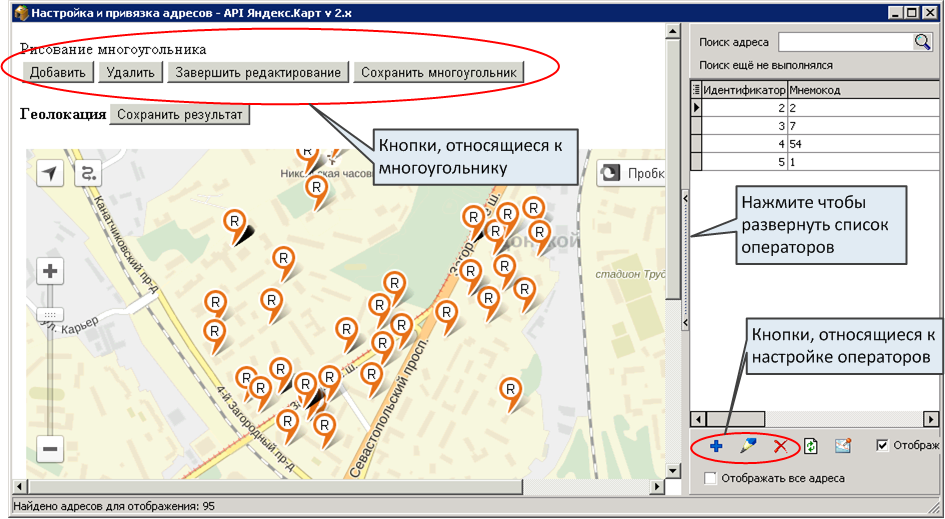 Настройка и привязка адресов - API Яндекс.Карт v 2.x
Рисование многоугольника
Добавить Удалить Завершить редактирование Сохранить многоугольник
Геолокация Сохранить результат
Кнопки, относящиеся к
многоугольнику
Поиск адреса
Поиск ещё не выполнялся
Идентификатор Мнемокод
2 2
3 7
4 54
5 1
Нажмите чтобы
развернуть список
операторов
Кнопки, относящиеся к
настройке операторов
Пробк
Канатчиковский пр-д
Загор
ш.
стадион Труд
ул. Карьер
4-й Загородный пр-д
Севастопольский просп.
R R R R R R R R R R R R R R R R R R R R R R R R R R R R R R
Отображ
Отображать все адреса
Найдено адресов для отображения: 95